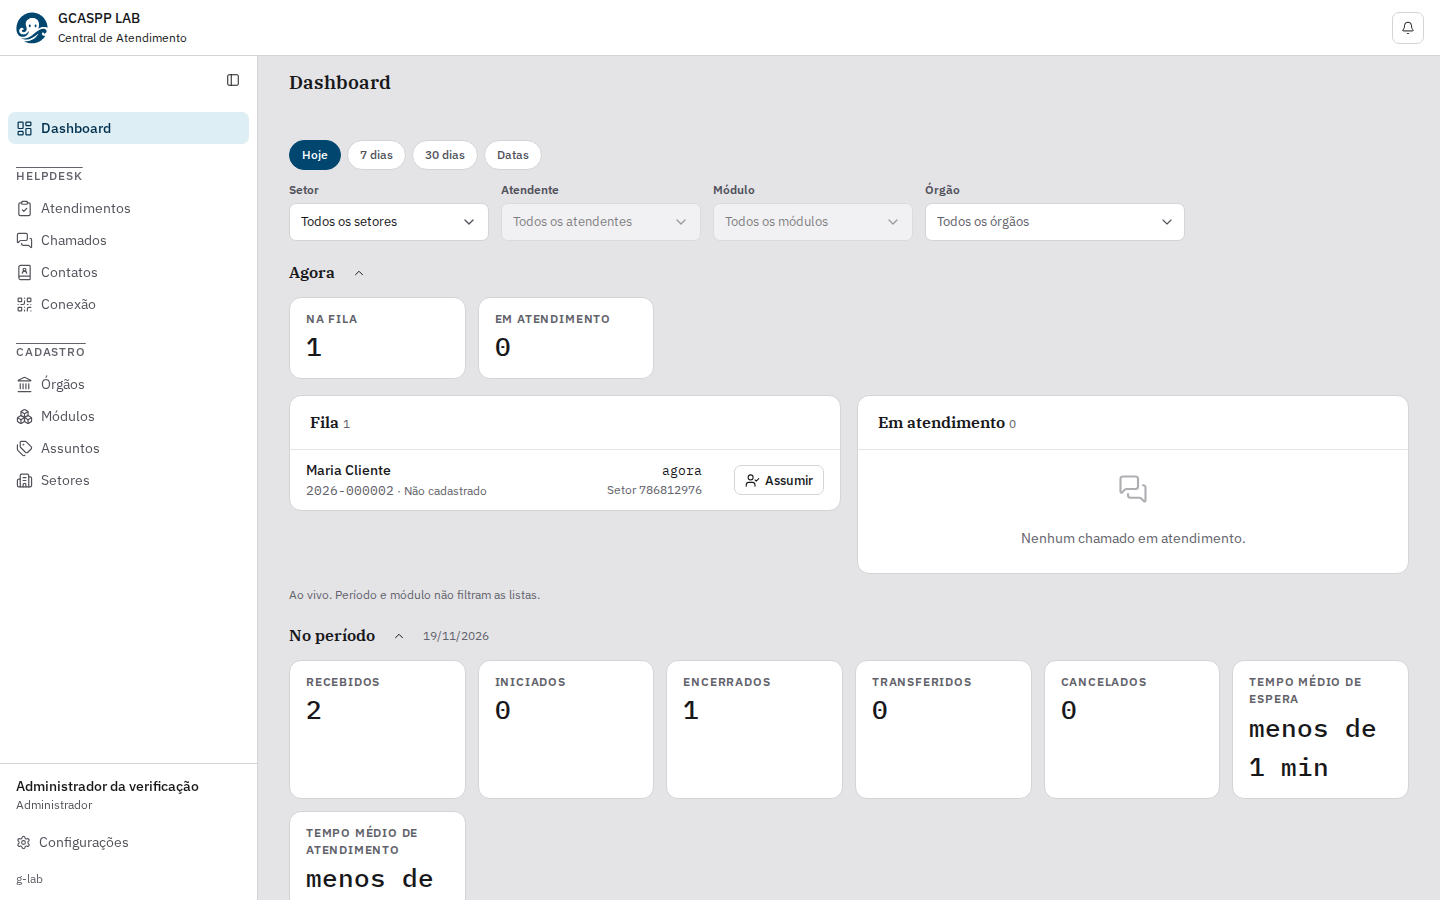 GCASPP LAB
Central de Atendimento
Dashboard
HELPDESK
Atendimentos
Chamados
Contatos
Conexão
CADASTRO
Órgãos
Módulos
Assuntos
Setores
Administrador da verificação
Administrador
Configurações
g-lab
Dashboard
Hoje 7 dias 30 dias Datas
Setor Atendente Módulo Órgão
Todos os setores Todos os atendentes Todos os módulos Todos os órgãos
Agora
NA FILA EM ATENDIMENTO
1 0
Fila 1
Maria Cliente agora
2026-000002 · Não cadastrado Setor 786812976
Assumir
Em atendimento 0
Nenhum chamado em atendimento.
Ao vivo. Período e módulo não filtram as listas.
No período 19/11/2026
RECEBIDOS
2
INICIADOS
0
ENCERRADOS
1
TRANSFERIDOS
0
CANCELADOS
0
TEMPO MÉDIO DE
ESPERA
menos de
1 min
TEMPO MÉDIO DE
ATENDIMENTO
menos de